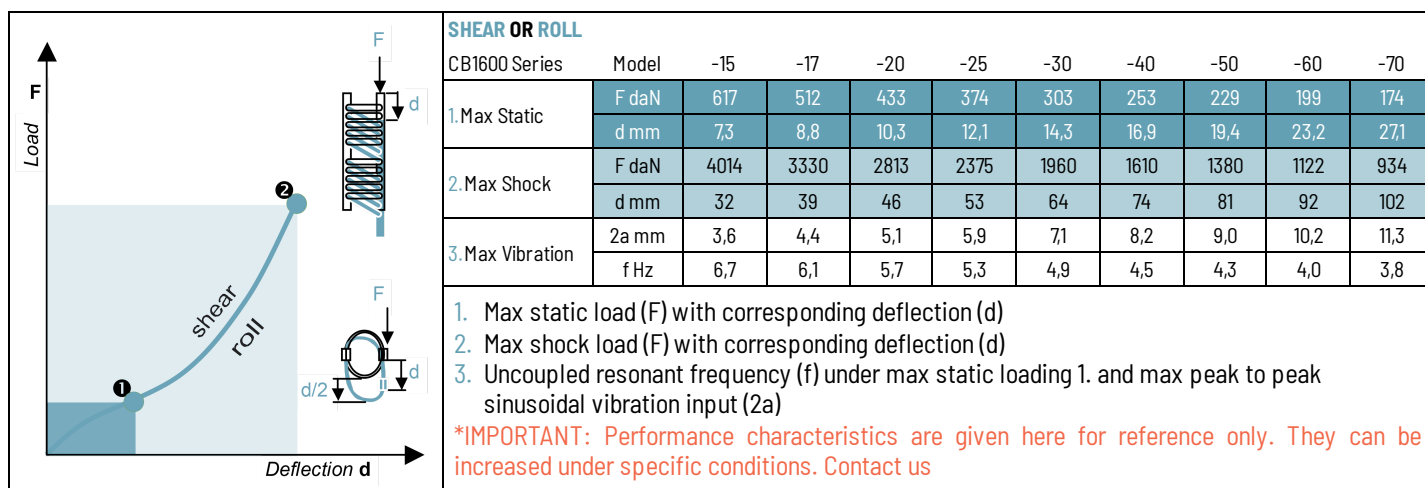 F
Load
❷
shear
roll
❶
Deflection d
F
d
F
d
d/2
SHEAR OR ROLL
CB1600 Series Model -15 -17 -20 -25 -30 -40 -50 -60 -70
1.Max Static F daN 617 512 433 374 303 253 229 199 174
d mm 7,3 8,8 10,3 12,1 14,3 16,9 19,4 23,2 27,1
2.Max Shock F daN 4014 3330 2813 2375 1960 1610 1380 1122 934
d mm 32 39 46 53 64 74 81 92 102
3.Max Vibration 2a mm 3,6 4,4 5,1 5,9 7,1 8,2 9,0 10,2 11,3
f Hz 6,7 6,1 5,7 5,3 4,9 4,5 4,3 4,0 3,8
1. Max static load (F) with corresponding deflection (d)
2. Max shock load (F) with corresponding deflection (d)
3. Uncoupled resonant frequency (f) under max static loading 1. and max peak to peak
sinusoidal vibration input (2a)
*IMPORTANT: Performance characteristics are given here for reference only. They can be
increased under specific conditions. Contact us